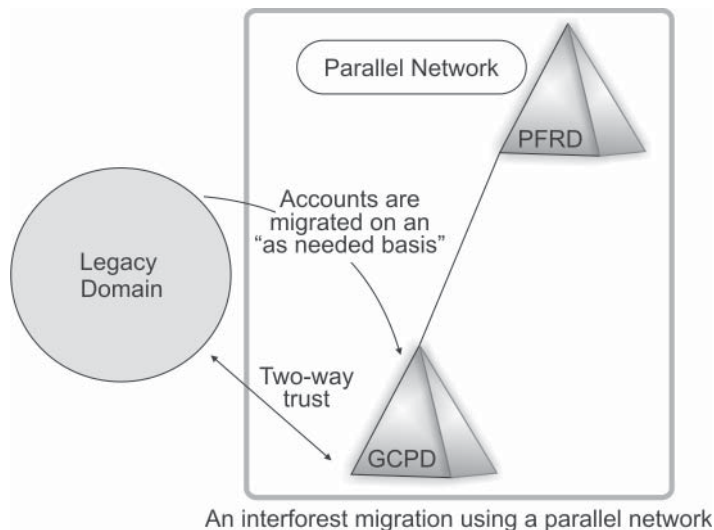 Parallel Network
PFRD
Accounts are
migrated on an
“as needed basis”
Legacy
Domain
Two-way
trust
GCPD
An interforest migration using a parallel network